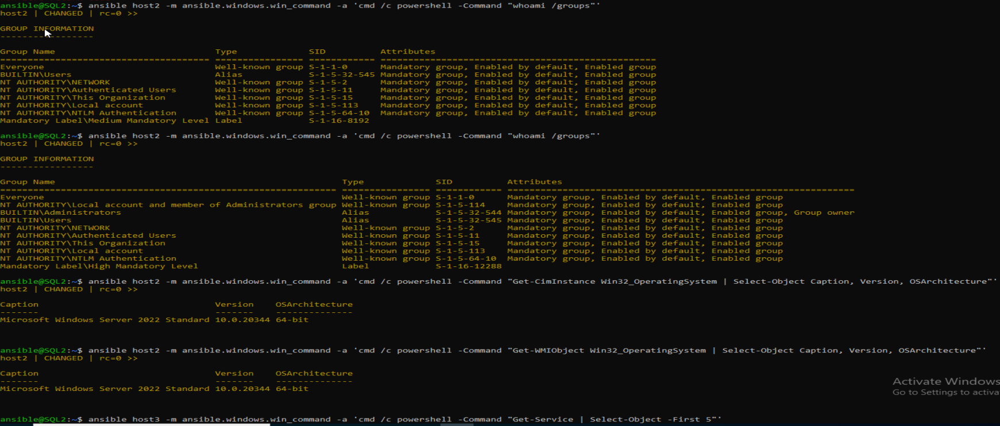 ansible@SQL2:~$ ansible host2 -m ansible.windows.win_command -a 'cmd /c powershell -Command "whoami /groups"'
host2 | CHANGED | rc=0 >>
GROUP INFORMATION
-----------------
Group Name Type SID Attributes
====================================== ================ ============ ==================================================
Everyone Well-known group S-1-1-0 Mandatory group, Enabled by default, Enabled group
BUILTIN\Users Alias S-1-5-32-545 Mandatory group, Enabled by default, Enabled group
NT AUTHORITY\NETWORK Well-known group S-1-5-2 Mandatory group, Enabled by default, Enabled group
NT AUTHORITY\Authenticated Users Well-known group S-1-5-11 Mandatory group, Enabled by default, Enabled group
NT AUTHORITY\This Organization Well-known group S-1-5-15 Mandatory group, Enabled by default, Enabled group
NT AUTHORITY\Local account Well-known group S-1-5-113 Mandatory group, Enabled by default, Enabled group
NT AUTHORITY\NTLM Authentication Well-known group S-1-5-64-10 Mandatory group, Enabled by default, Enabled group
Mandatory Label\Medium Mandatory Level Label S-1-16-8192
ansible@SQL2:~$ ansible host2 -m ansible.windows.win_command -a 'cmd /c powershell -Command "whoami /groups"'
host2 | CHANGED | rc=0 >>
GROUP INFORMATION
-----------------
Group Name Type SID Attributes
============================================================= ================ ============ ===============================================================
Everyone Well-known group S-1-1-0 Mandatory group, Enabled by default, Enabled group
NT AUTHORITY\Local account and member of Administrators group Well-known group S-1-5-114 Mandatory group, Enabled by default, Enabled group
BUILTIN\Administrators Alias S-1-5-32-544 Mandatory group, Enabled by default, Enabled group, Group owner
BUILTIN\Users Alias S-1-5-32-545 Mandatory group, Enabled by default, Enabled group
NT AUTHORITY\NETWORK Well-known group S-1-5-2 Mandatory group, Enabled by default, Enabled group
NT AUTHORITY\Authenticated Users Well-known group S-1-5-11 Mandatory group, Enabled by default, Enabled group
NT AUTHORITY\This Organization Well-known group S-1-5-15 Mandatory group, Enabled by default, Enabled group
NT AUTHORITY\Local account Well-known group S-1-5-113 Mandatory group, Enabled by default, Enabled group
NT AUTHORITY\NTLM Authentication Well-known group S-1-5-64-10 Mandatory group, Enabled by default, Enabled group
Mandatory Label\High Mandatory Level Label S-1-16-12288
ansible@SQL2:~$ ansible host2 -m ansible.windows.win_command -a 'cmd /c powershell -Command "Get-CimInstance Win32_OperatingSystem | Select-Object Caption, Version, OSArchitecture"'
host2 | CHANGED | rc=0 >>
Caption Version OSArchitecture
------- ------- --------------
Microsoft Windows Server 2022 Standard 10.0.20344 64-bit
ansible@SQL2:~$ ansible host2 -m ansible.windows.win_command -a 'cmd /c powershell -Command "Get-WMIObject Win32_OperatingSystem | Select-Object Caption, Version, OSArchitecture"'
host2 | CHANGED | rc=0 >>
Caption Version OSArchitecture
------- ------- --------------
Microsoft Windows Server 2022 Standard 10.0.20344 64-bit
Activate Windows
Go to Settings to activa
ansible@SQL2:~$ ansible host3 -m ansible.windows.win_command -a 'cmd /c powershell -Command "Get-Service | Select-Object -First 5"'